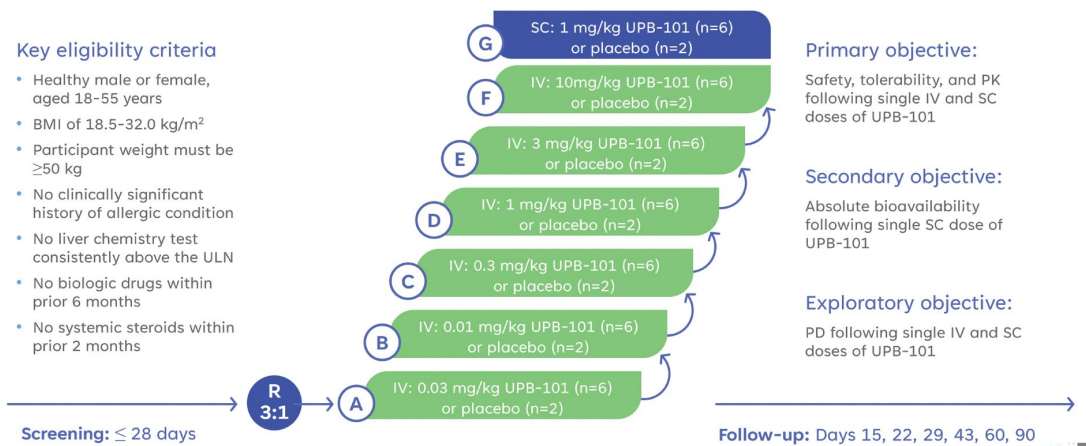 Key eligibility criteria
• Healthy male or female,
aged 18-55 years
• BMI of 18.5-32.0 kg/m²
• Participant weight must be
≥50 kg
• No clinically significant
history of allergic condition
• No liver chemistry test
consistently above the ULN
• No biologic drugs within
prior 6 months
• No systemic steroids within
prior 2 months
Screening: ≤ 28 days
R
3:1
G
SC: 1 mg/kg UPB-101 (n=6)
or placebo (n=2)
F
IV: 10mg/kg UPB-101 (n=6)
or placebo (n=2)
E
IV: 3 mg/kg UPB-101 (n=6)
or placebo (n=2)
D
IV: 1 mg/kg UPB-101 (n=6)
or placebo (n=2)
C
IV: 0.3 mg/kg UPB-101 (n=6)
or placebo (n=2)
B
IV: 0.01 mg/kg UPB-101 (n=6)
or placebo (n=2)
A
IV: 0.03 mg/kg UPB-101 (n=6)
or placebo (n=2)
Primary objective:
Safety, tolerability, and PK
following single IV and SC
doses of UPB-101
Secondary objective:
Absolute bioavailability
following single SC dose of
UPB-101
Exploratory objective:
PD following single IV and SC
doses of UPB-101
Follow-up: Days 15, 22, 29, 43, 60, 90